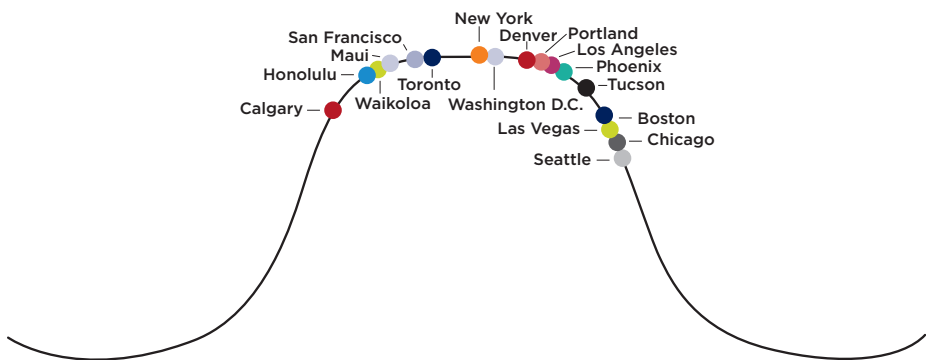 New York
San Francisco
Denver
Portland
Maui
Los Angeles
Honolulu
Phoenix
Toronto
Tucson
Waikoloa
Washington D.C.
Calgary
Boston
Las Vegas
Chicago
Seattle